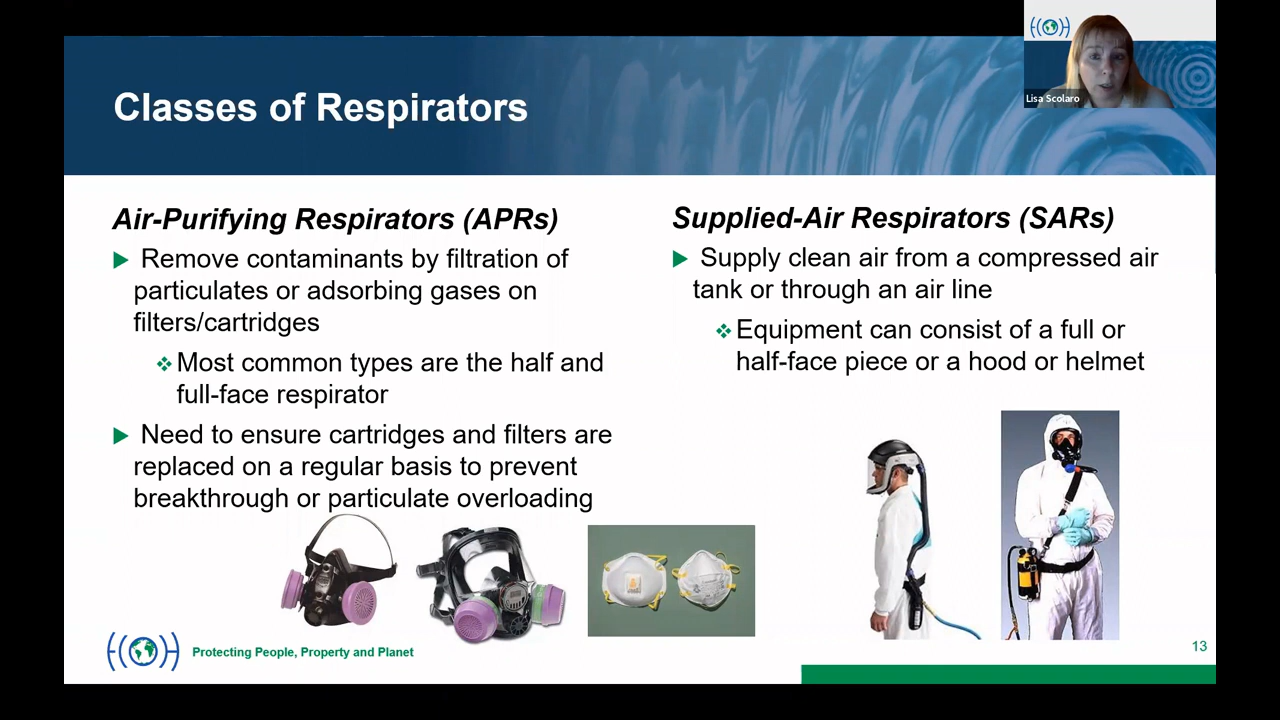 Classes of Respirators
Lisa Scolaro
Air-Purifying Respirators (APRs)
Remove contaminants by filtration of
particulates or adsorbing gases on
filters/cartridges
Most common types are the half and
full-face respirator
Need to ensure cartridges and filters are
replaced on a regular basis to prevent
breakthrough or particulate overloading
Supplied-Air Respirators (SARs)
Supply clean air from a compressed air
tank or through an air line
Equipment can consist of a full or
half-face piece or a hood or helmet
Protecting People, Property and Planet
13